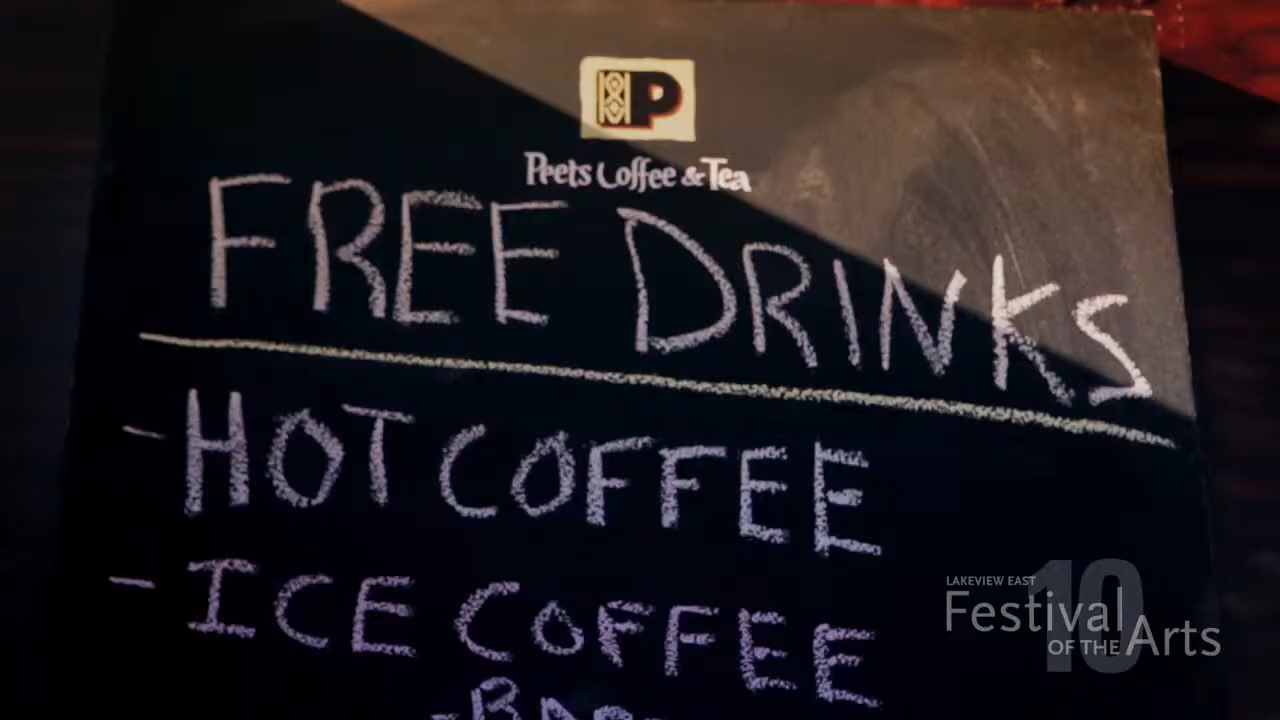 P
Peets Coffee & Tea
FREE DRINKS
- HOT COFFEE
- ICE COFFEE
LAKEVIEW EAST
10
Festival
OF THE Arts